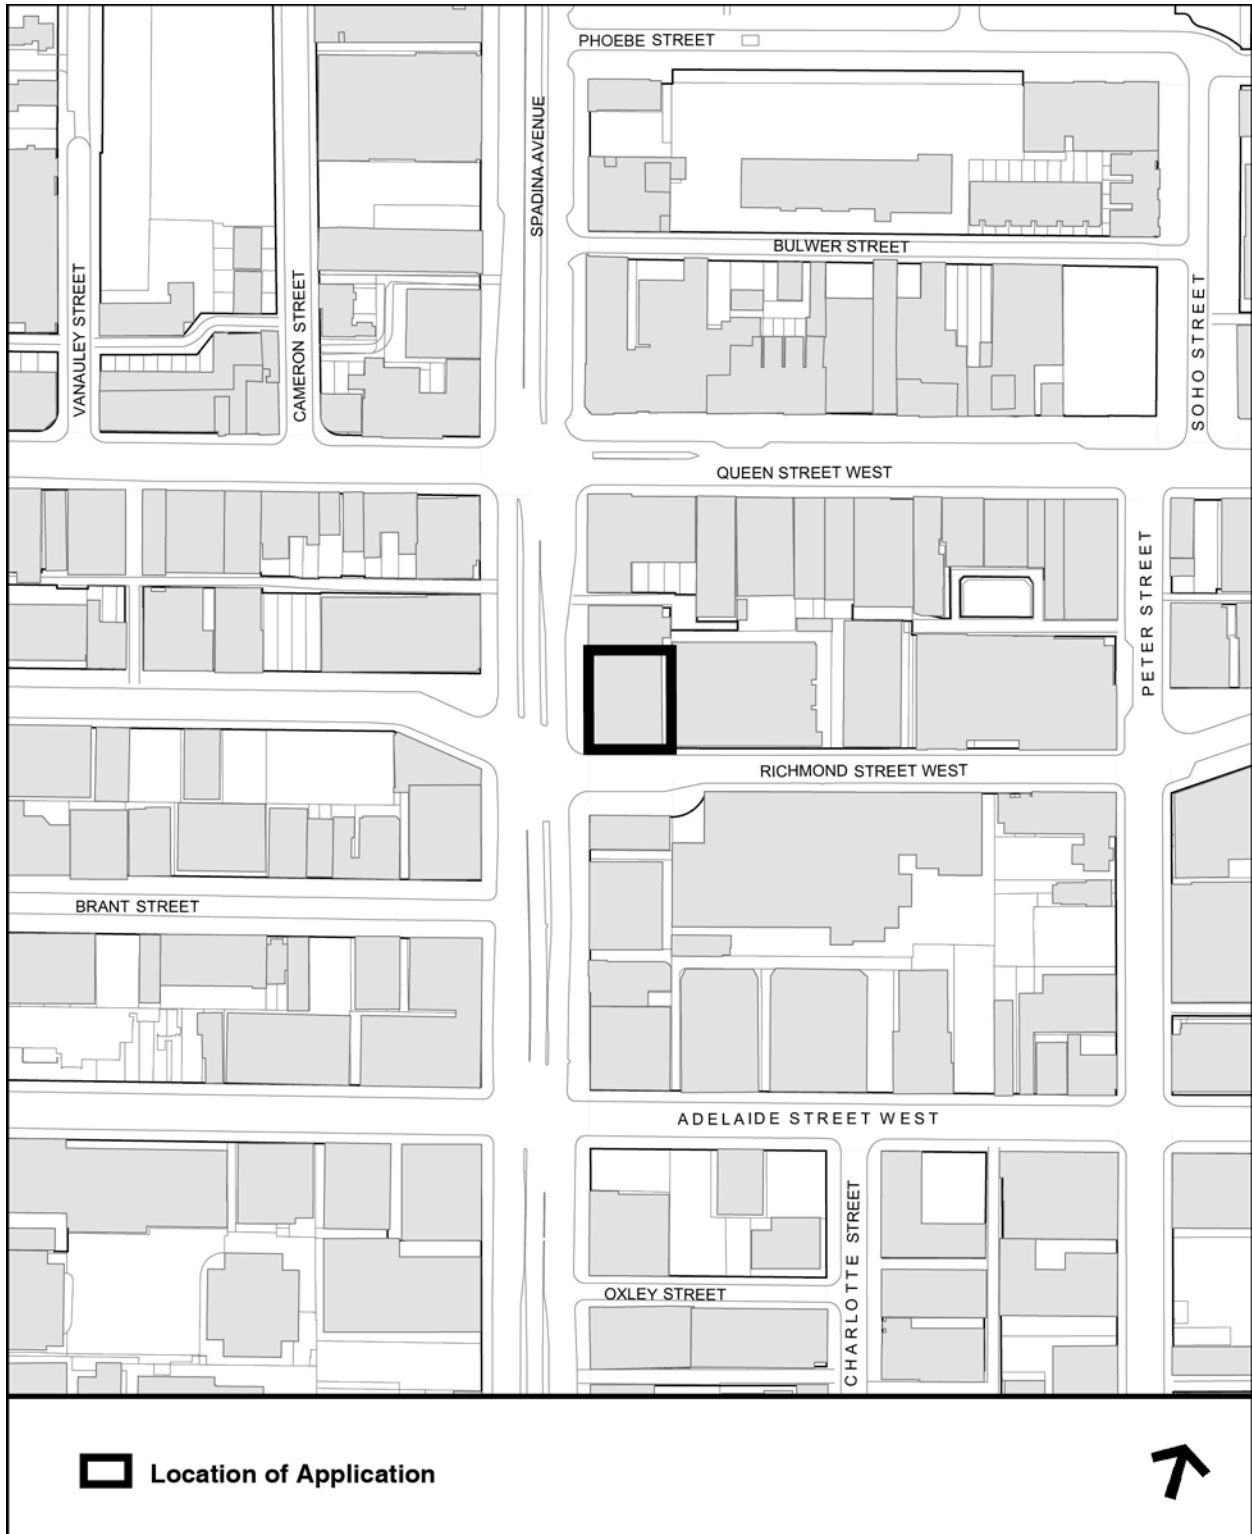 PHOEBE STREET
SPADINA AVENUE
BULWER STREET
VANAULEY STREET
CAMERON STREET
SOHO STREET
QUEEN STREET WEST
PETER STREET
RICHMOND STREET WEST
BRANT STREET
ADELAIDE STREET WEST
CHARLOTTE STREET
OXLEY STREET
Location of Application